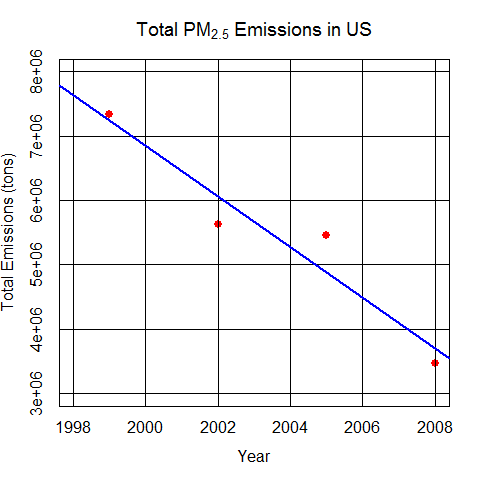 Total PM2.5 Emissions in US
8e+06
7e+06
6e+06
5e+06
4e+06
3e+06
Total Emissions (tons)
1998 2000 2002 2004 2006 2008
Year